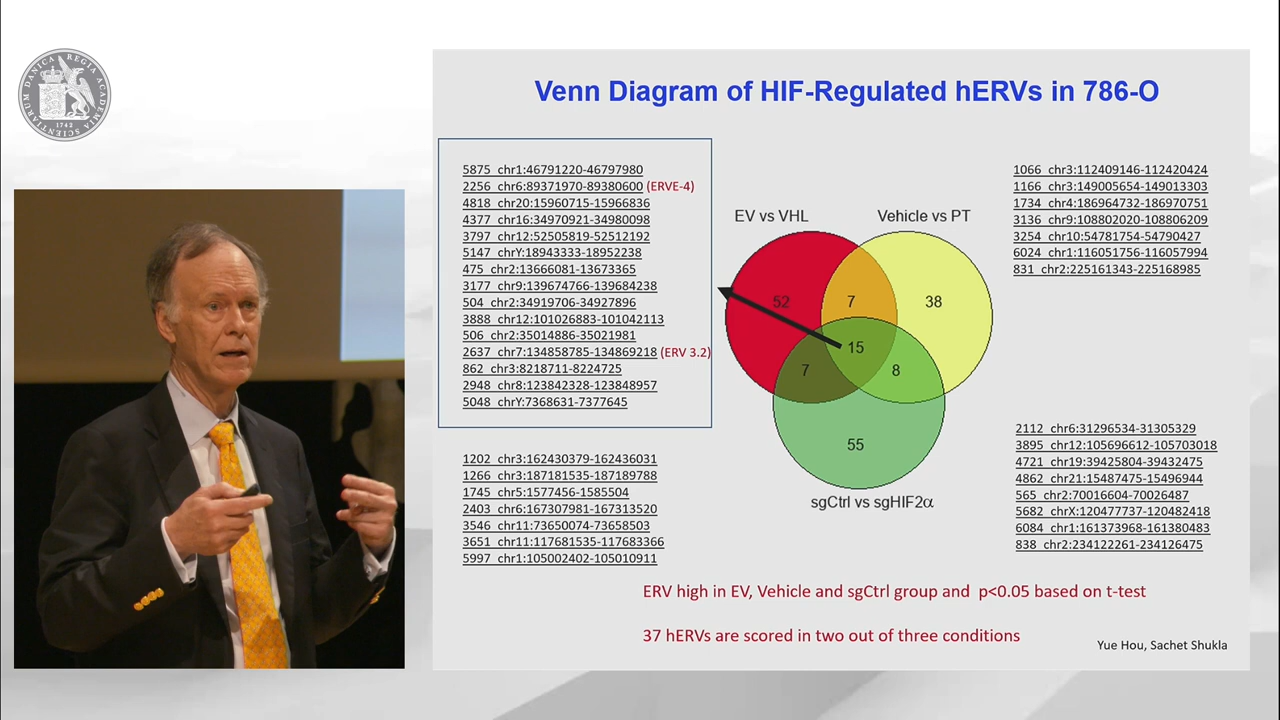 REGIA ACADEMIA SCIENTIARUM DANICA
1742
Venn Diagram of HIF-Regulated hERVs in 786-O
5875 chr1:46791220-46797980
2256 chr6:89371970-89380600 (ERVE-4)
4818 chr20:15960715-15966836
4377 chr16:34970921-34980098
3797 chr12:52505819-52512192
5147 chrY:18943333-18952238
475 chr2:13666081-13673365
3177 chr9:139674766-139684238
504 chr2:34919706-34927896
3888 chr12:101026883-101042113
506 chr2:35014886-35021981
2637 chr7:134858785-134869218 (ERV 3.2)
862 chr3:8218711-8224725
2948 chr8:123842328-123848957
5048 chrY:7368631-7377645
1202 chr3:162430379-162436031
1266 chr3:187181535-187189788
1745 chr5:1577456-1585504
2403 chr6:167307981-167313520
3546 chr11:73650074-73658503
3651 chr11:117681535-117683366
5997 chr1:105002402-105010911
EV vs VHL
Vehicle vs PT
52
7
38
15
7
8
55
sgCtrl vs sgHIF2α
1066 chr3:112409146-112420424
1166 chr3:149005654-149013303
1734 chr4:186964732-186970751
3136 chr9:108802020-108806209
3254 chr10:54781754-54790427
6024 chr1:116051756-116057994
831 chr2:225161343-225168985
2112 chr6:31296534-31305329
3895 chr12:105696612-105703018
4721 chr19:39425804-39432475
4862 chr21:15487475-15496944
565 chr2:70016604-70026487
5682 chrX:120477737-120482418
6084 chr1:161373968-161380483
838 chr2:234122261-234126475
ERV high in EV, Vehicle and sgCtrl group and p<0.05 based on t-test
37 hERVs are scored in two out of three conditions
Yue Hou, Sachet Shukla